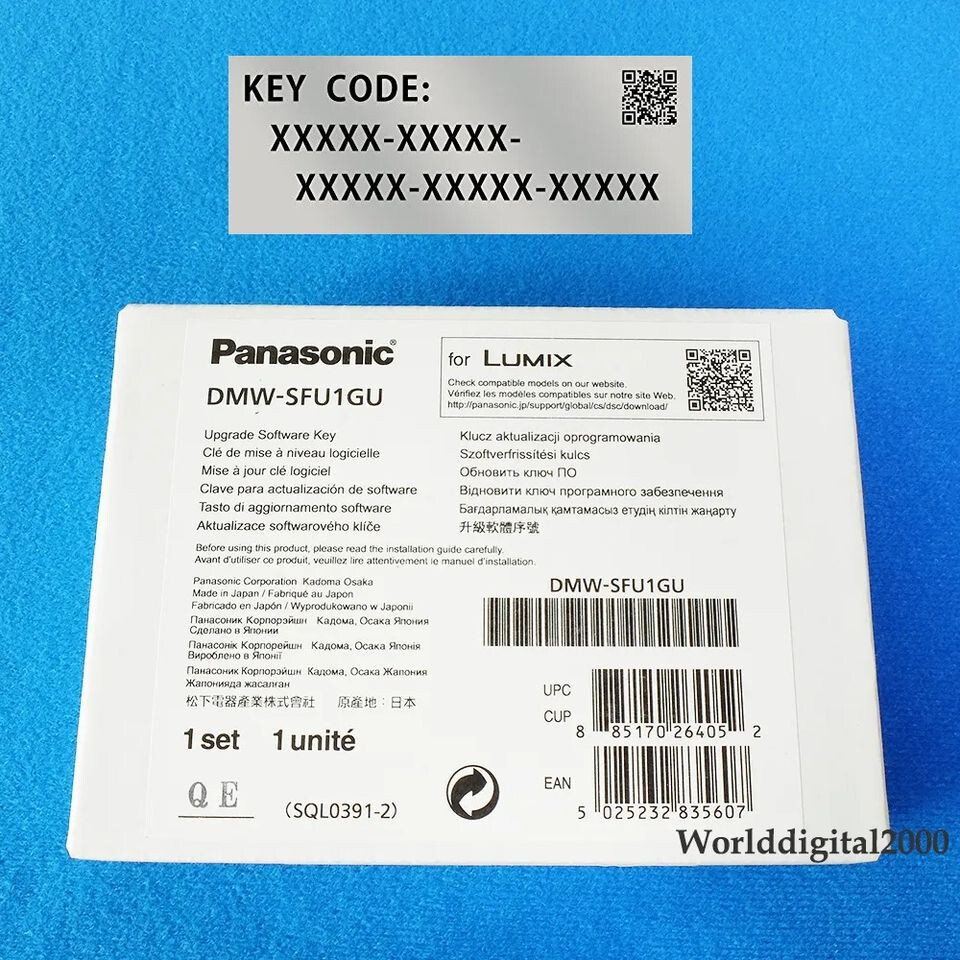 KEY CODE:
XXXXX-XXXXX-
XXXXX-XXXXX-XXXXX
Panasonic®
DMW-SFU1GU
for LUMIX
Check compatible models on our website.
Vérifiez les modèles compatibles sur notre site Web.
http://panasonic.jp/support/global/cs/dsc/download/
Upgrade Software Key
Clé de mise à niveau logicielle
Mise à jour clé logiciel
Clave para actualización de software
Tasto di aggiornamento software
Aktualizace softwarového klíče
Klucz aktualizacji oprogramowania
Szoftverfrissítési kulcs
Обновить ключ ПО
Відновити ключ програмного забезпечення
Бағдарламалық қамтамасыз етудің кілтін жаңарту
升級軟體序號
Before using this product, please read the installation guide carefully.
Avant d'utiliser ce produit, veuillez lire attentivement le manuel d'installation.
Panasonic Corporation Kadoma Osaka
Made in Japan / Fabriqué au Japon
Fabricado en Japón / Wyprodukowano w Japonii
Панасоник Корпорэйшн Кадома, Осака Япония
Сделано в Японии
Панасонік Корпорейшн Кадома, Осака Японія
Вироблено в Японії
Панасоник Корпорэйшн Кадома, Осака Жапония
Жапонияда жасалған
松下電器產業株式會社 原産地:日本
1 set 1 unité
QE
(SQL0391-2)
DMW-SFU1GU
UPC
CUP
8 85170 26405 2
EAN
5 025232 835607
Worlddigital2000